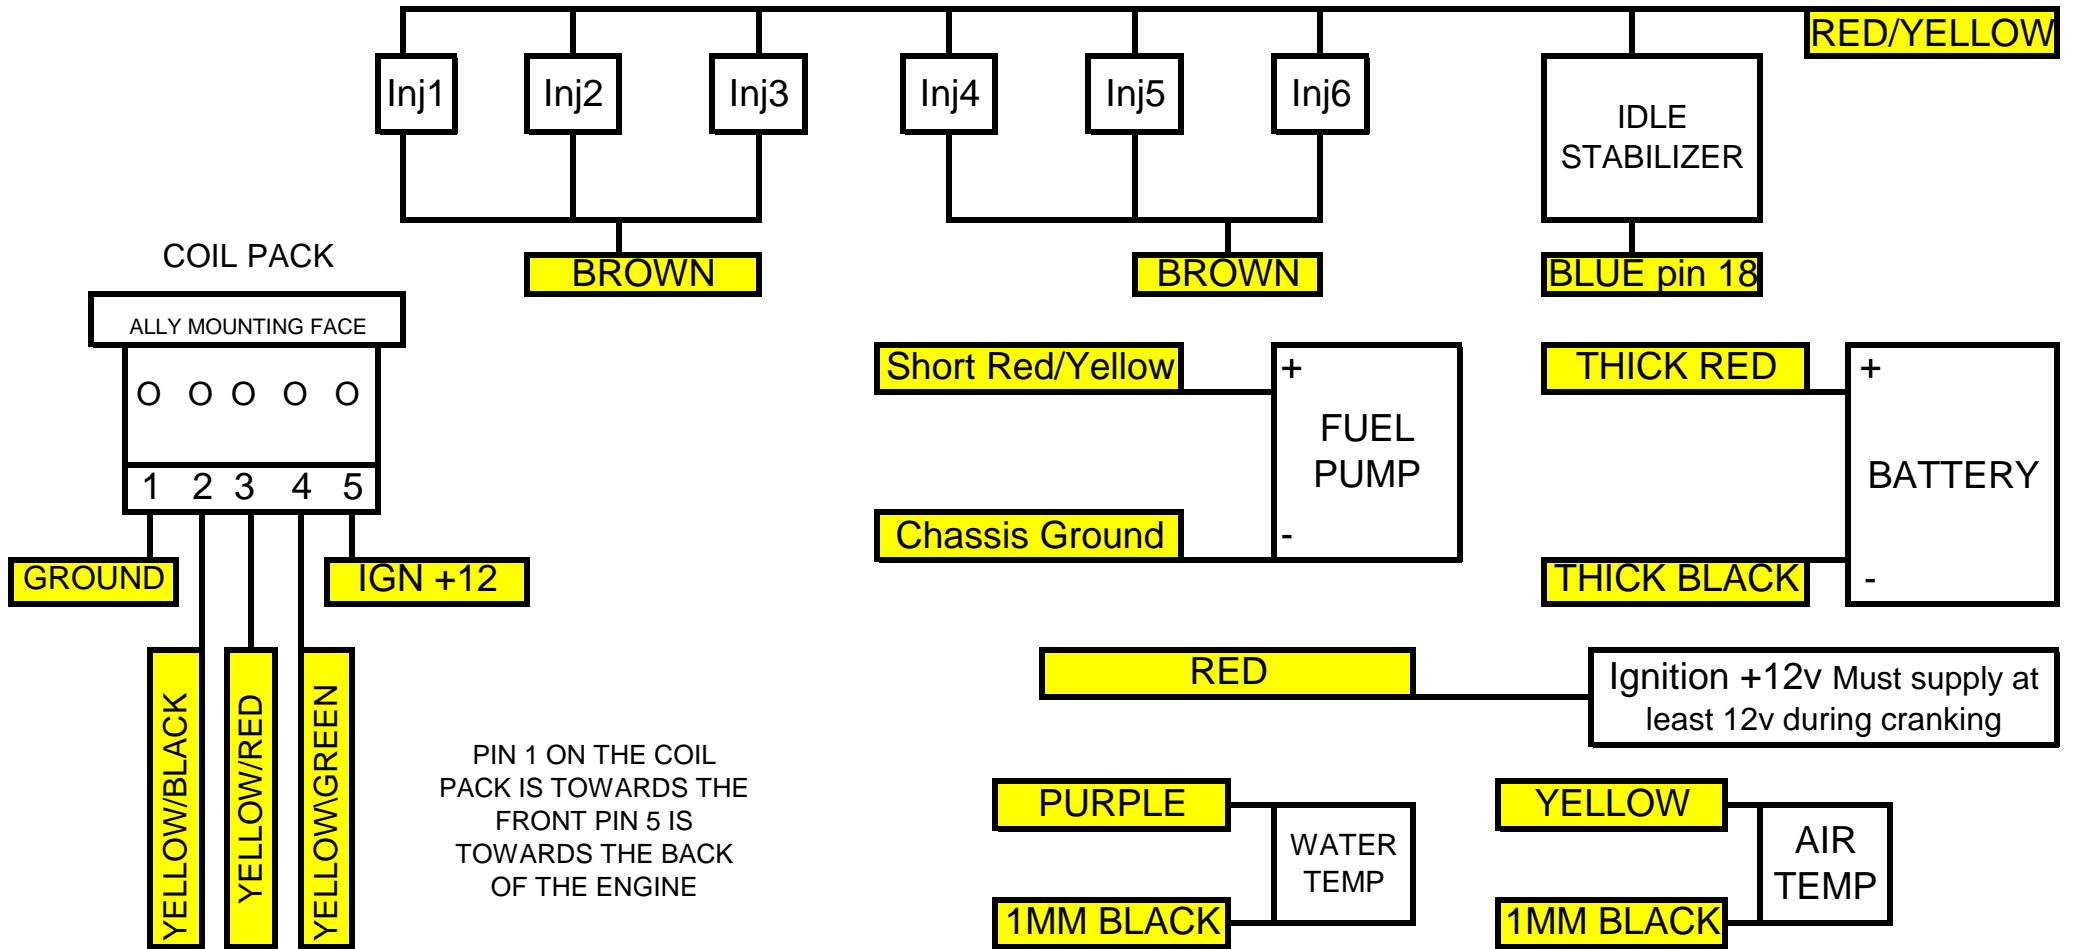 RED/YELLOW
Inj1
Inj2
Inj3
Inj4
Inj5
Inj6
IDLE
STABILIZER
BROWN
BROWN
BLUE pin 18
COIL PACK
ALLY MOUNTING FACE
O O O O O
1 2 3 4 5
GROUND
IGN +12
YELLOW/BLACK
YELLOW/RED
YELLOW\GREEN
PIN 1 ON THE COIL
PACK IS TOWARDS THE
FRONT PIN 5 IS
TOWARDS THE BACK
OF THE ENGINE
Short Red/Yellow
+
FUEL
PUMP
Chassis Ground
-
THICK RED
+
BATTERY
THICK BLACK
-
RED
Ignition +12v Must supply at
least 12v during cranking
PURPLE
WATER
TEMP
1MM BLACK
YELLOW
AIR
TEMP
1MM BLACK